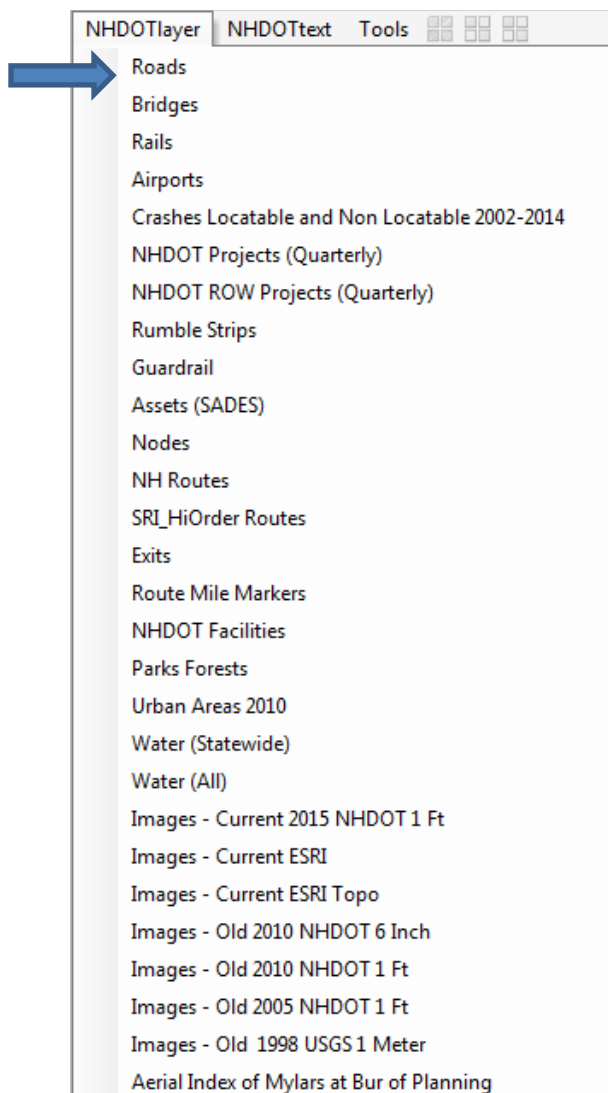 NHDOTlayer NHDOTtext Tools
Roads
Bridges
Rails
Airports
Crashes Locatable and Non Locatable 2002-2014
NHDOT Projects (Quarterly)
NHDOT ROW Projects (Quarterly)
Rumble Strips
Guardrail
Assets (SADES)
Nodes
NH Routes
SRI_HiOrder Routes
Exits
Route Mile Markers
NHDOT Facilities
Parks Forests
Urban Areas 2010
Water (Statewide)
Water (All)
Images - Current 2015 NHDOT 1 Ft
Images - Current ESRI
Images - Current ESRI Topo
Images - Old 2010 NHDOT 6 Inch
Images - Old 2010 NHDOT 1 Ft
Images - Old 2005 NHDOT 1 Ft
Images - Old  1998 USGS 1 Meter
Aerial Index of Mylars at Bur of Planning